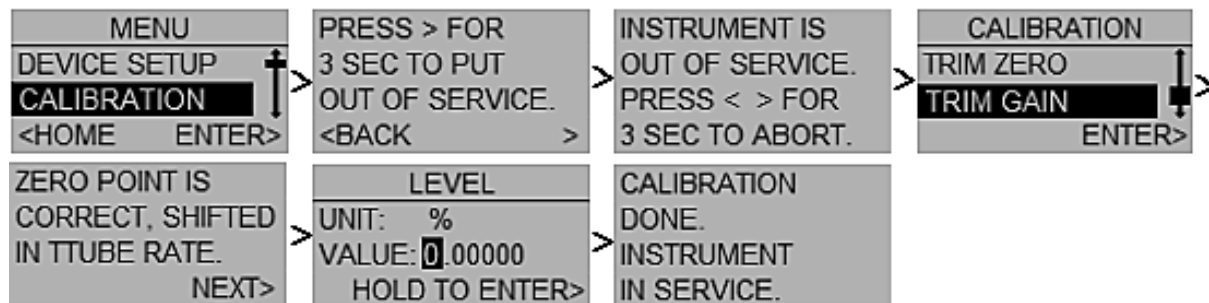 MENU
DEVICE SETUP
CALIBRATION
<HOME ENTER>
>
PRESS > FOR
3 SEC TO PUT
OUT OF SERVICE.
<BACK >
>
INSTRUMENT IS
OUT OF SERVICE.
PRESS < > FOR
3 SEC TO ABORT.
>
CALIBRATION
TRIM ZERO
TRIM GAIN
ENTER>
>
ZERO POINT IS
CORRECT, SHIFTED
IN TTUBE RATE.
NEXT>
>
LEVEL
UNIT: %
VALUE: 0.00000
HOLD TO ENTER>
>
CALIBRATION
DONE.
INSTRUMENT
IN SERVICE.